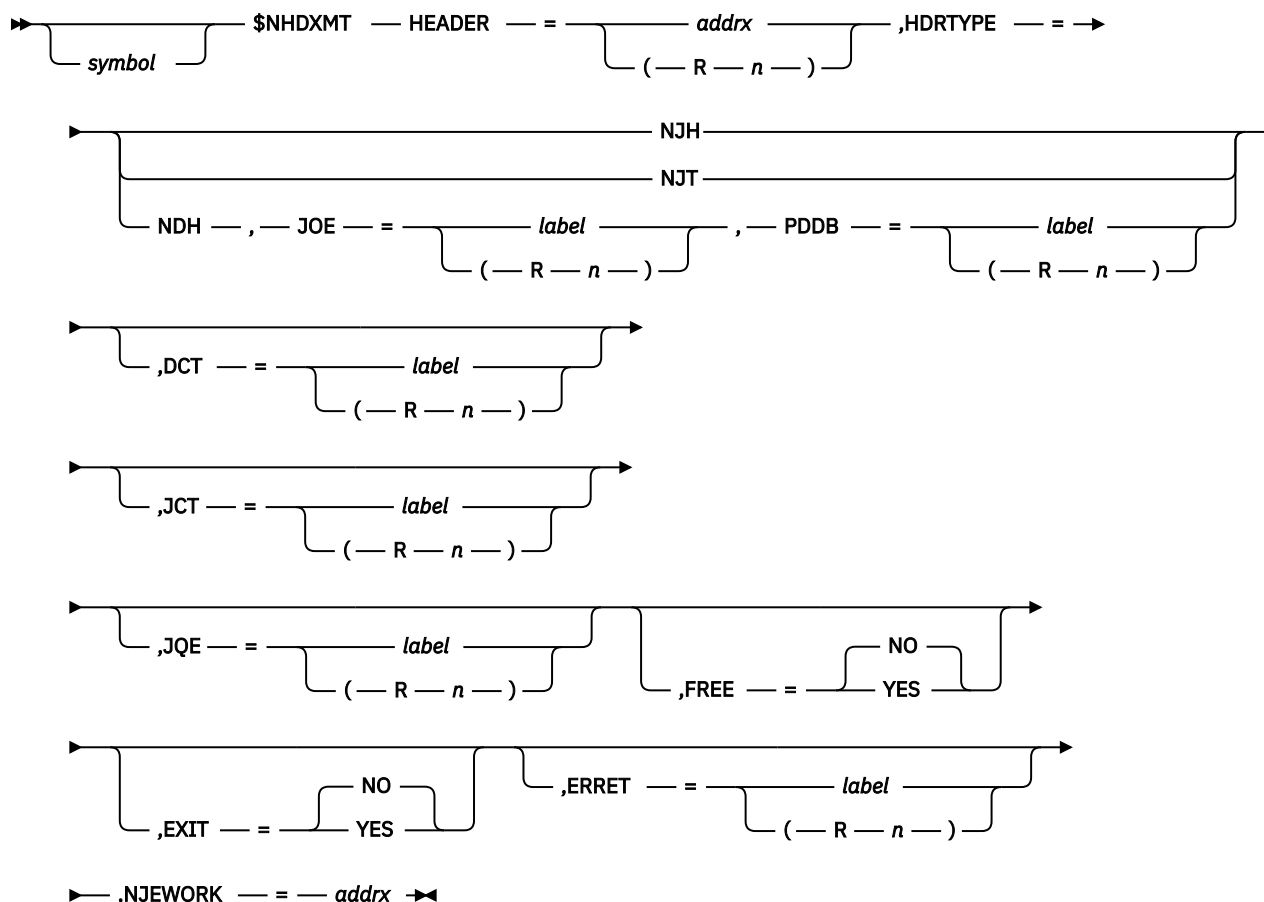 $NHDXMT HEADER = addrx ,HDRTYPE =
symbol ( R n )
NJH
NJT
NDH , JOE = label , PDDB = label
( R n ) ( R n )
,DCT = label
( R n )
,JCT = label
( R n )
,JQE = label NO
( R n ) ,FREE = YES
NO ,ERRET = label
,EXIT = YES ( R n )
,NJEWORK = addrx